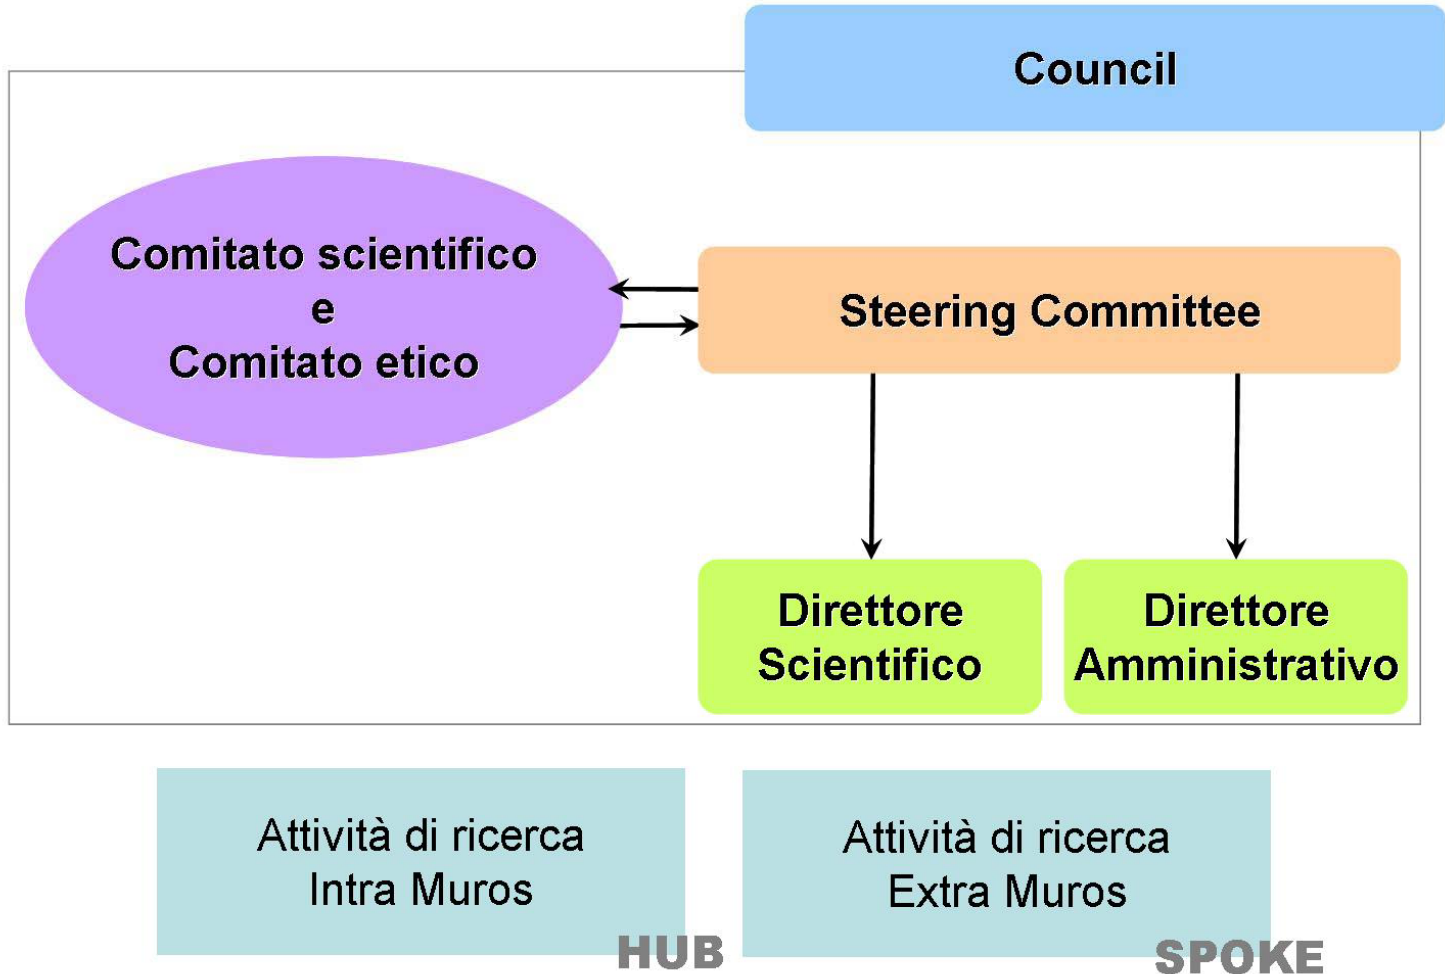 Council
Comitato scientifico
e
Comitato etico
Steering Committee
Direttore
Scientifico
Direttore
Amministrativo
Attività di ricerca
Intra Muros
HUB
Attività di ricerca
Extra Muros
SPOKE